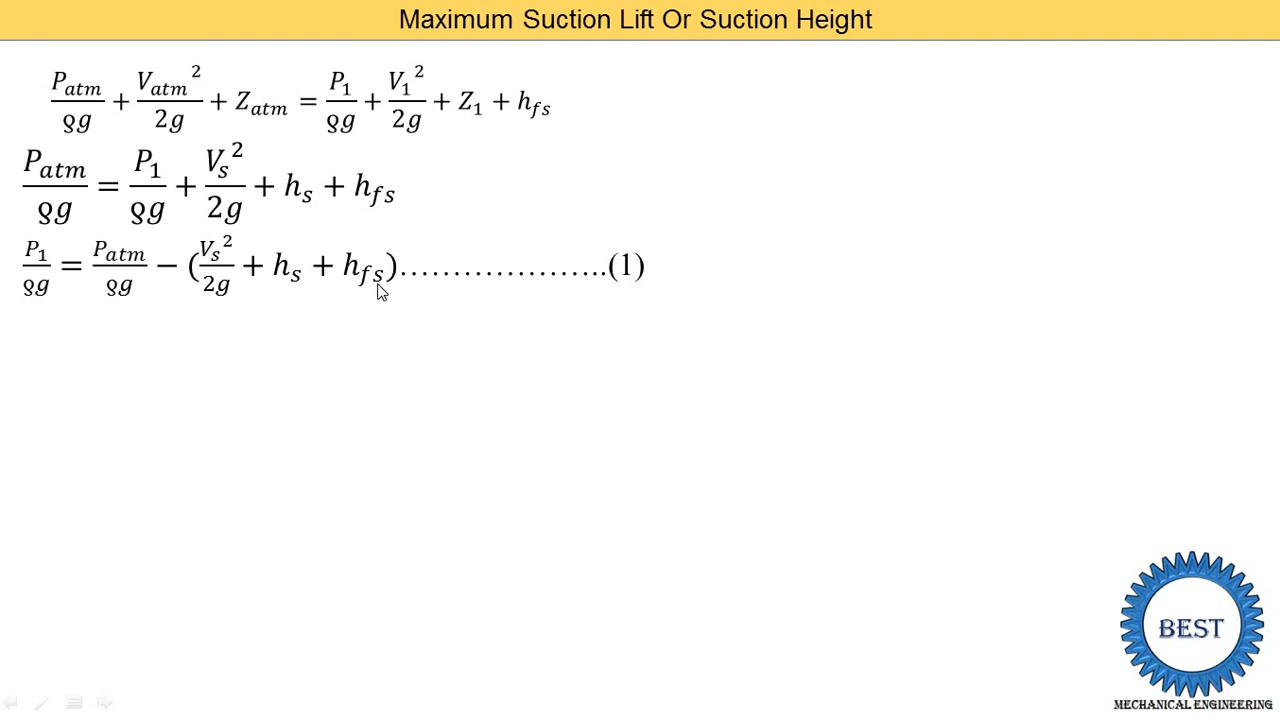 Maximum Suction Lift Or Suction Height
P_atm/ϱg + V_atm²/2g + Z_atm = P_1/ϱg + V_1²/2g + Z_1 + h_fs
P_atm/ϱg = P_1/ϱg + V_s²/2g + h_s + h_fs
P_1/ϱg = P_atm/ϱg − (V_s²/2g + h_s + h_fs)…………………..(1)
BEST
MECHANICAL ENGINEERING